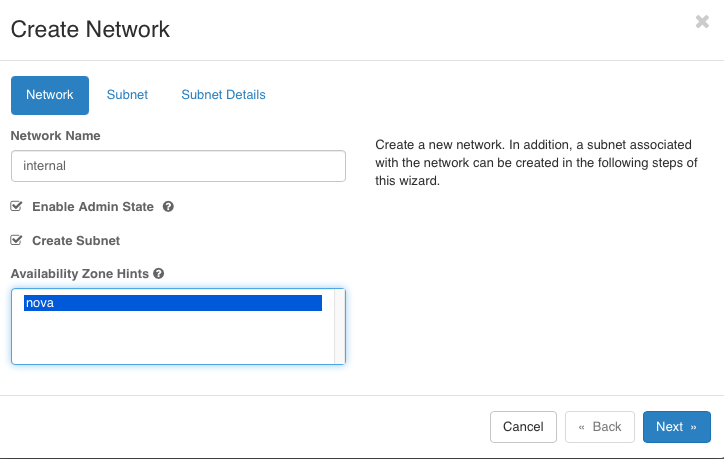 Create Network
Network
Subnet
Subnet Details
Network Name
internal
Enable Admin State
Create Subnet
Availability Zone Hints
nova
Create a new network. In addition, a subnet associated
with the network can be created in the following steps of
this wizard.
Cancel
« Back
Next »